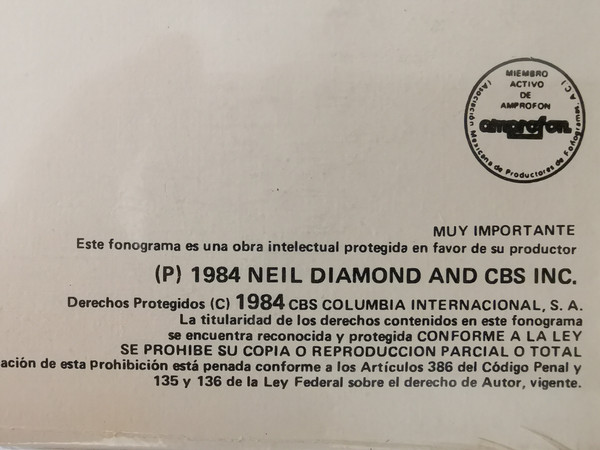 MIEMBRO
ACTIVO
DE
AMPROFON
amprofon
(Asociación Mexicana de Productores de Fonogramas, A.C.)
MUY IMPORTANTE
Este fonograma es una obra intelectual protegida en favor de su productor
(P) 1984 NEIL DIAMOND AND CBS INC.
Derechos Protegidos (C) 1984 CBS COLUMBIA INTERNACIONAL, S. A.
La titularidad de los derechos contenidos en este fonograma
se encuentra reconocida y protegida CONFORME A LA LEY
SE PROHIBE SU COPIA O REPRODUCCION PARCIAL O TOTAL
ación de esta prohibición está penada conforme a los Artículos 386 del Código Penal y
135 y 136 de la Ley Federal sobre el derecho de Autor, vigente.